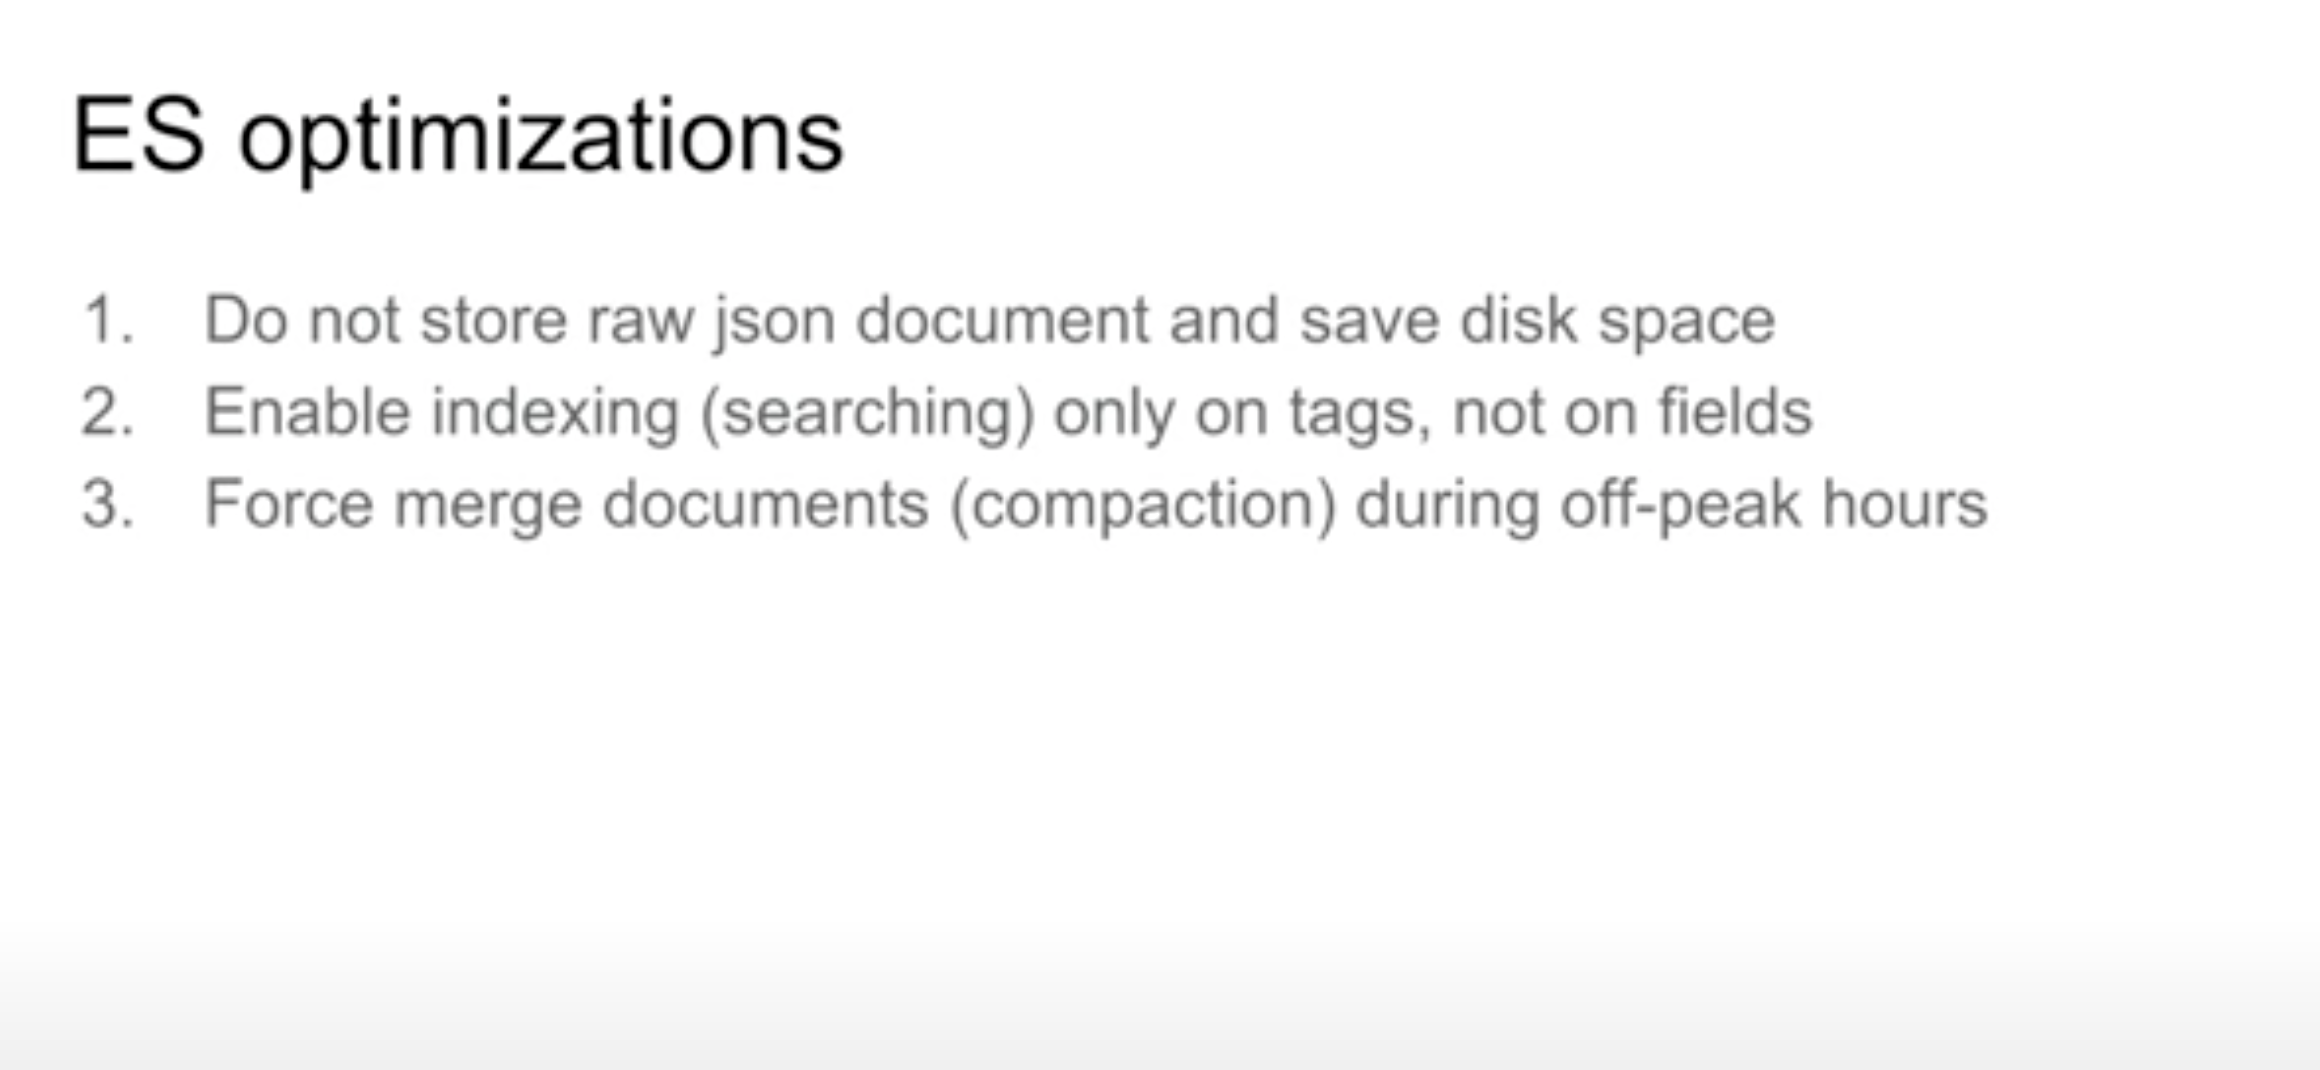 ES optimizations
1. Do not store raw json document and save disk space
2. Enable indexing (searching) only on tags, not on fields
3. Force merge documents (compaction) during off-peak hours